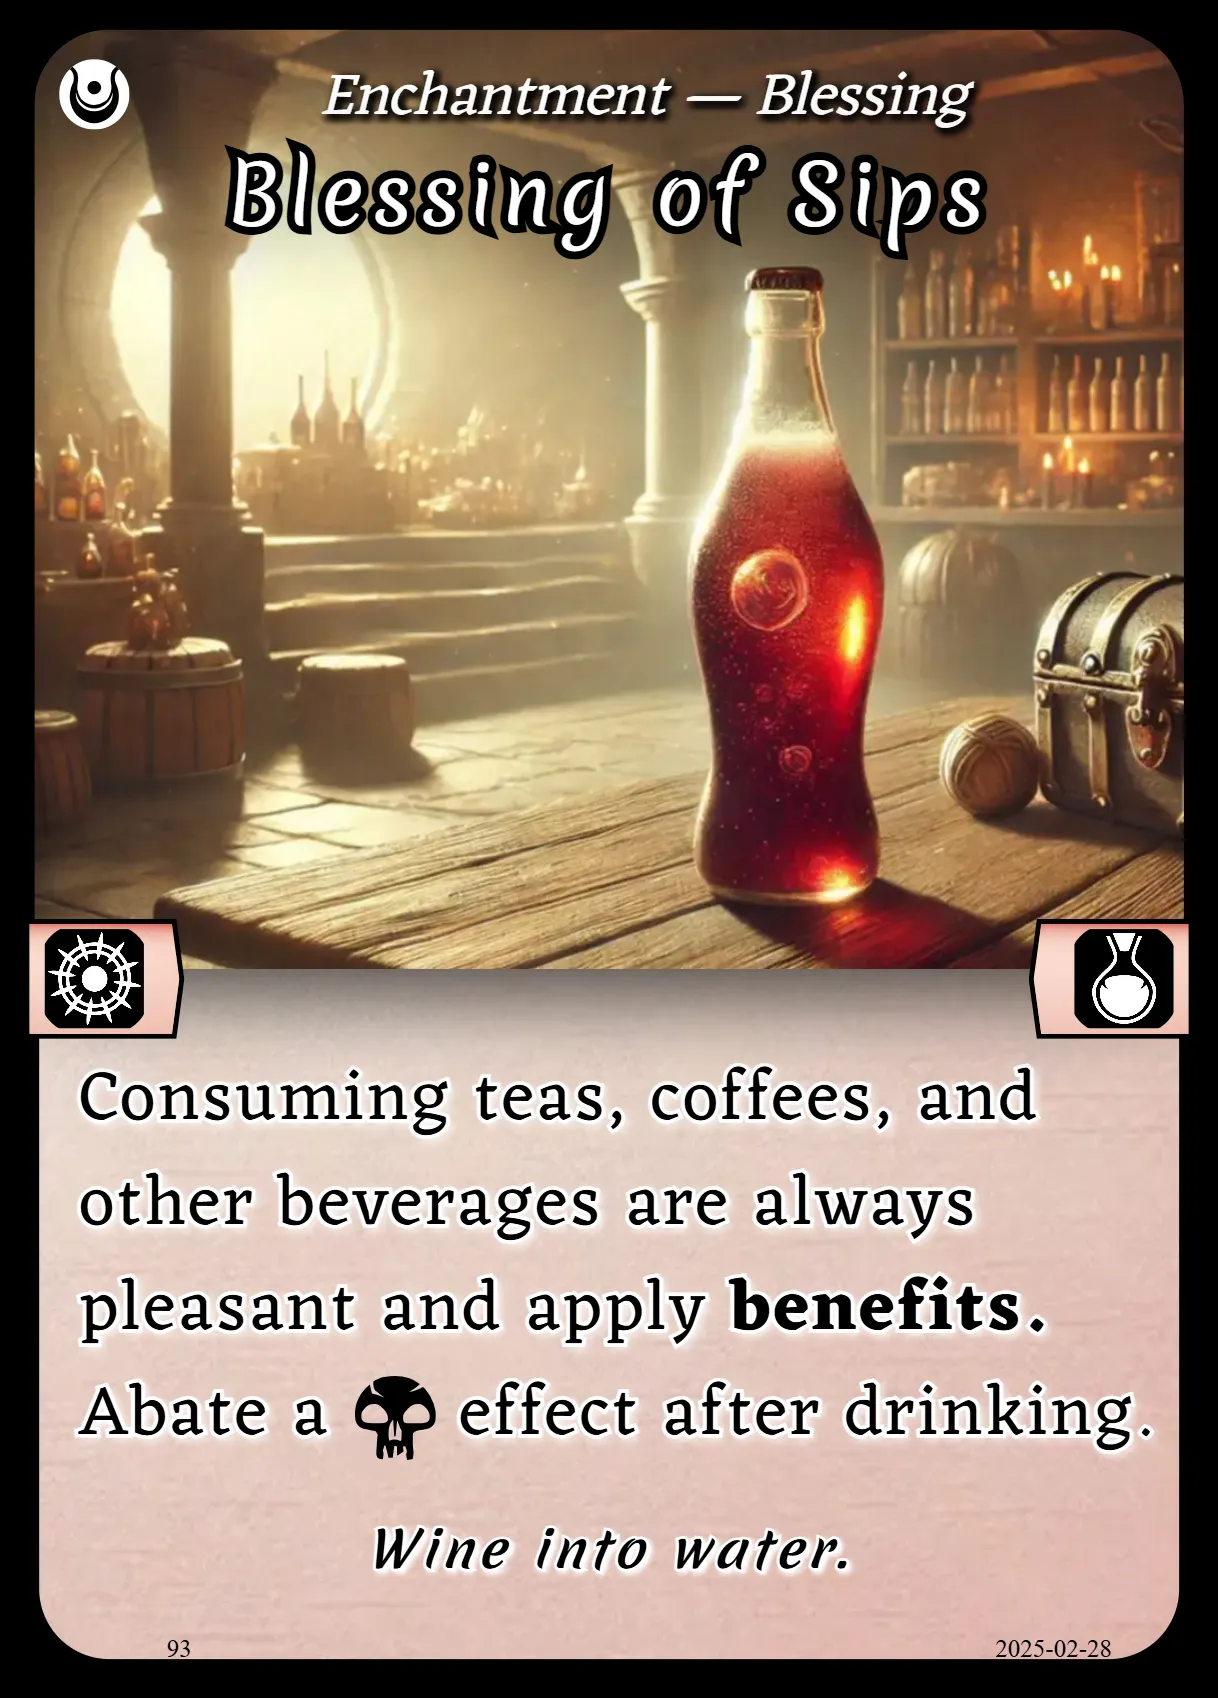 Enchantment — Blessing
Blessing of Sips
Consuming teas, coffees, and
other beverages are always
pleasant and apply benefits.
Abate a effect after drinking.
Wine into water.
93
2025-02-28